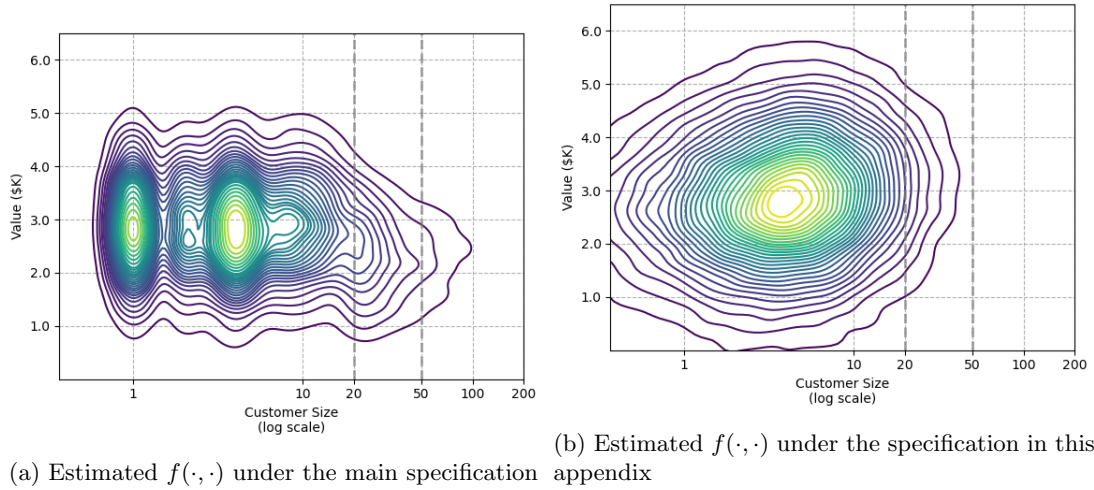 6.0
5.0
4.0
3.0
2.0
1.0
Value ($K)
1
10
20
50
100
200
Customer Size
(log scale)
(a) Estimated f(·, ·) under the main specification
6.0
5.0
4.0
3.0
2.0
1.0
Value ($K)
1
10
20
50
100
200
Customer Size
(log scale)
(b) Estimated f(·, ·) under the specification in this
appendix